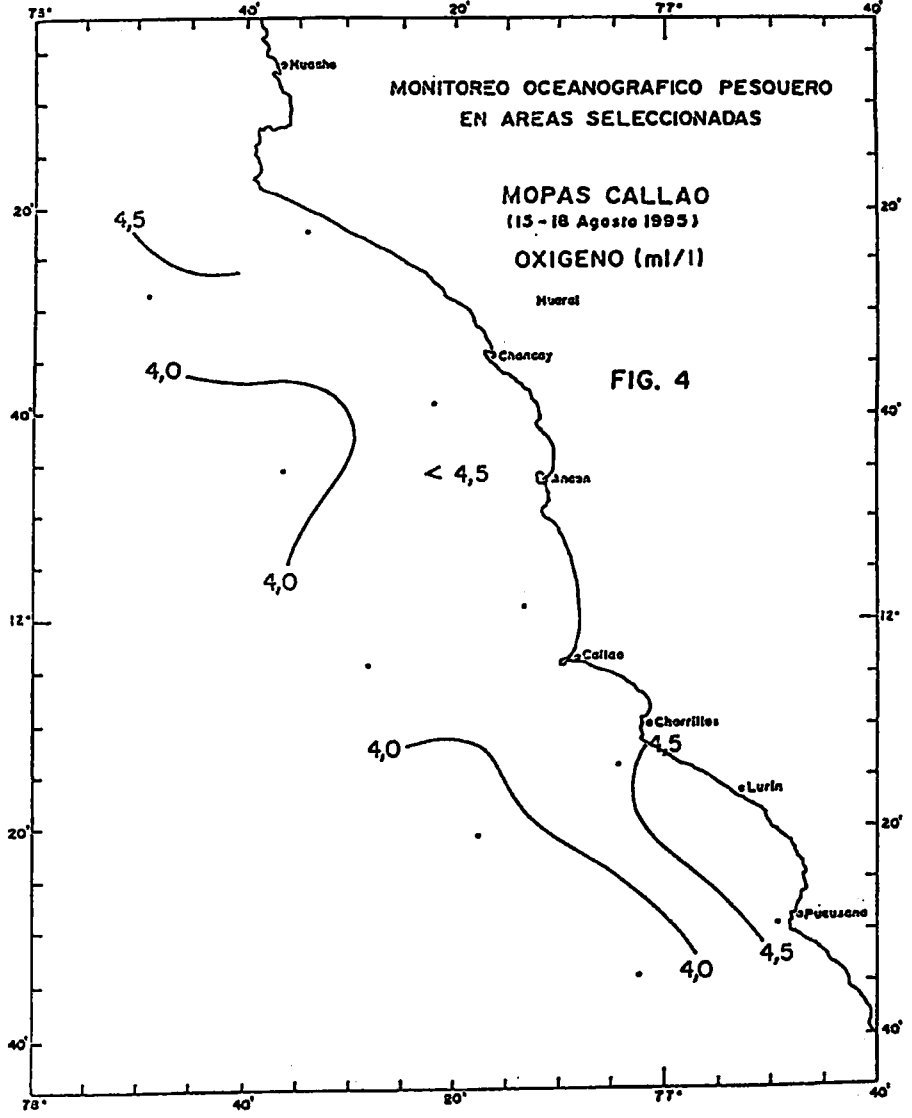 73° 40' 20' 77° 40'
Huacho
MONITOREO OCEANOGRAFICO PESQUERO
EN AREAS SELECCIONADAS
MOPAS CALLAO
(15-18 Agosto 1995)
OXIGENO (ml/l)
20' 20'
4,5
Huaral
Chancay
4,0
FIG. 4
40' 40'
< 4,5
Ancon
4,0
12° 12°
Callao
Chorrillos
4,0
4,5
Lurin
20' 20'
Pucusana
4,5
4,0
40' 40'
78° 40' 20' 77° 40'